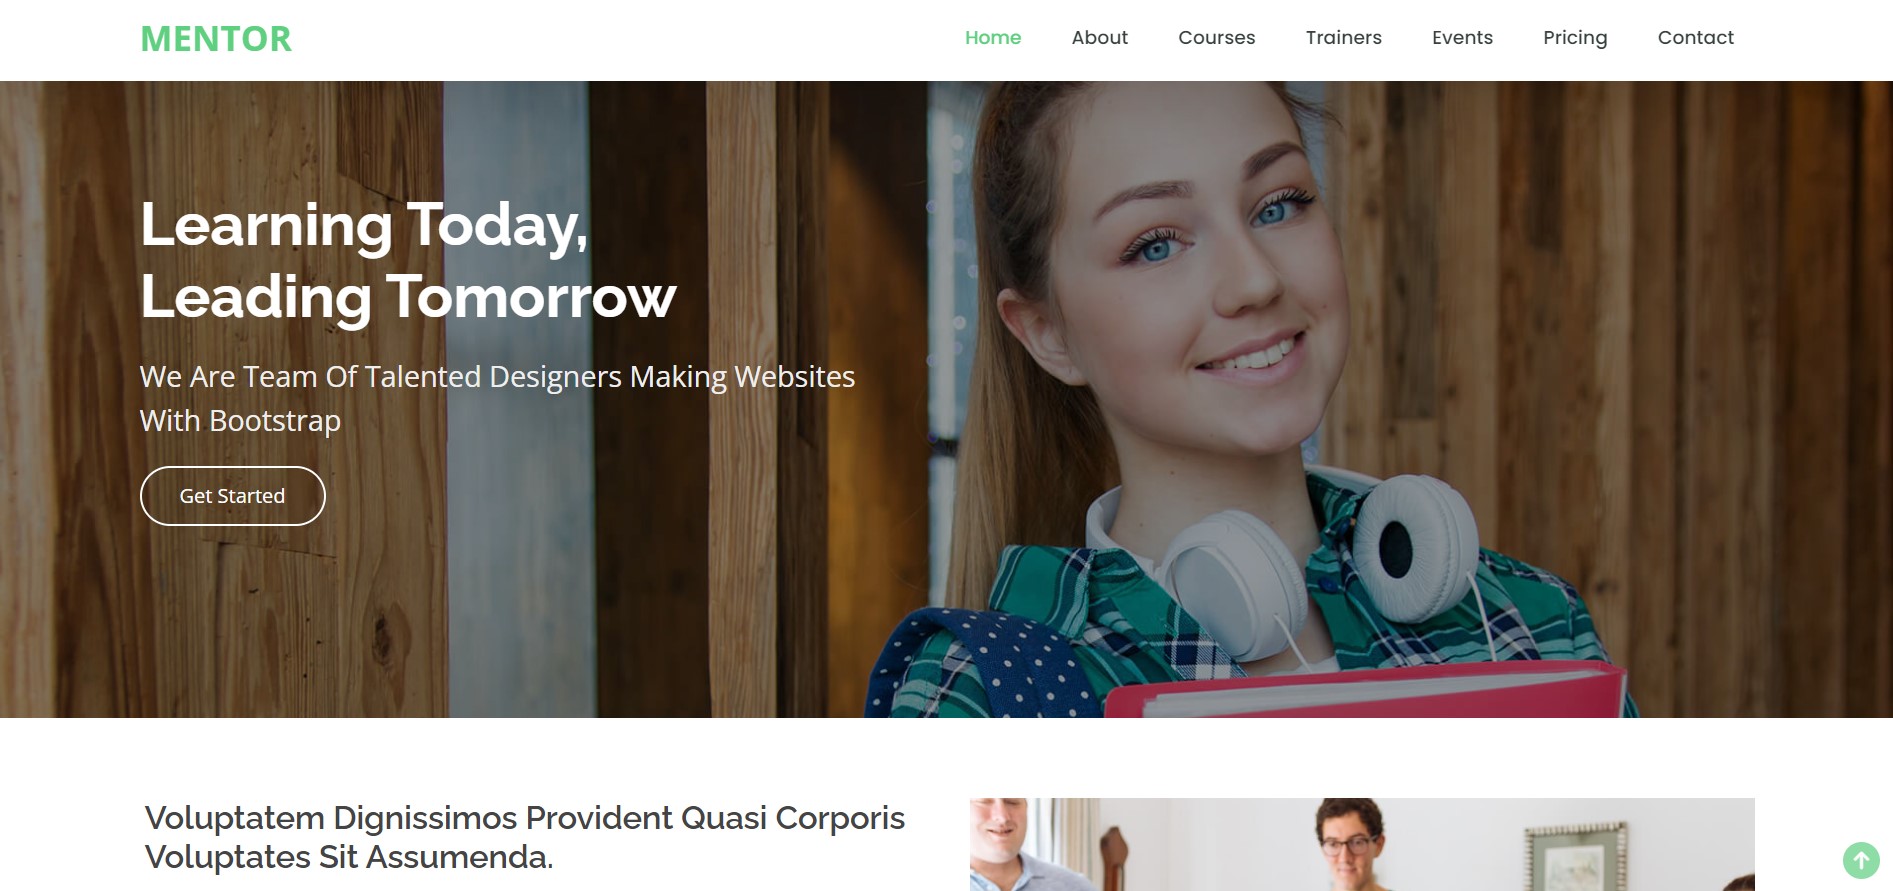 MENTOR
Home About Courses Trainers Events Pricing Contact
Learning Today,
Leading Tomorrow
We Are Team Of Talented Designers Making Websites
With Bootstrap
Get Started
Voluptatem Dignissimos Provident Quasi Corporis
Voluptates Sit Assumenda.